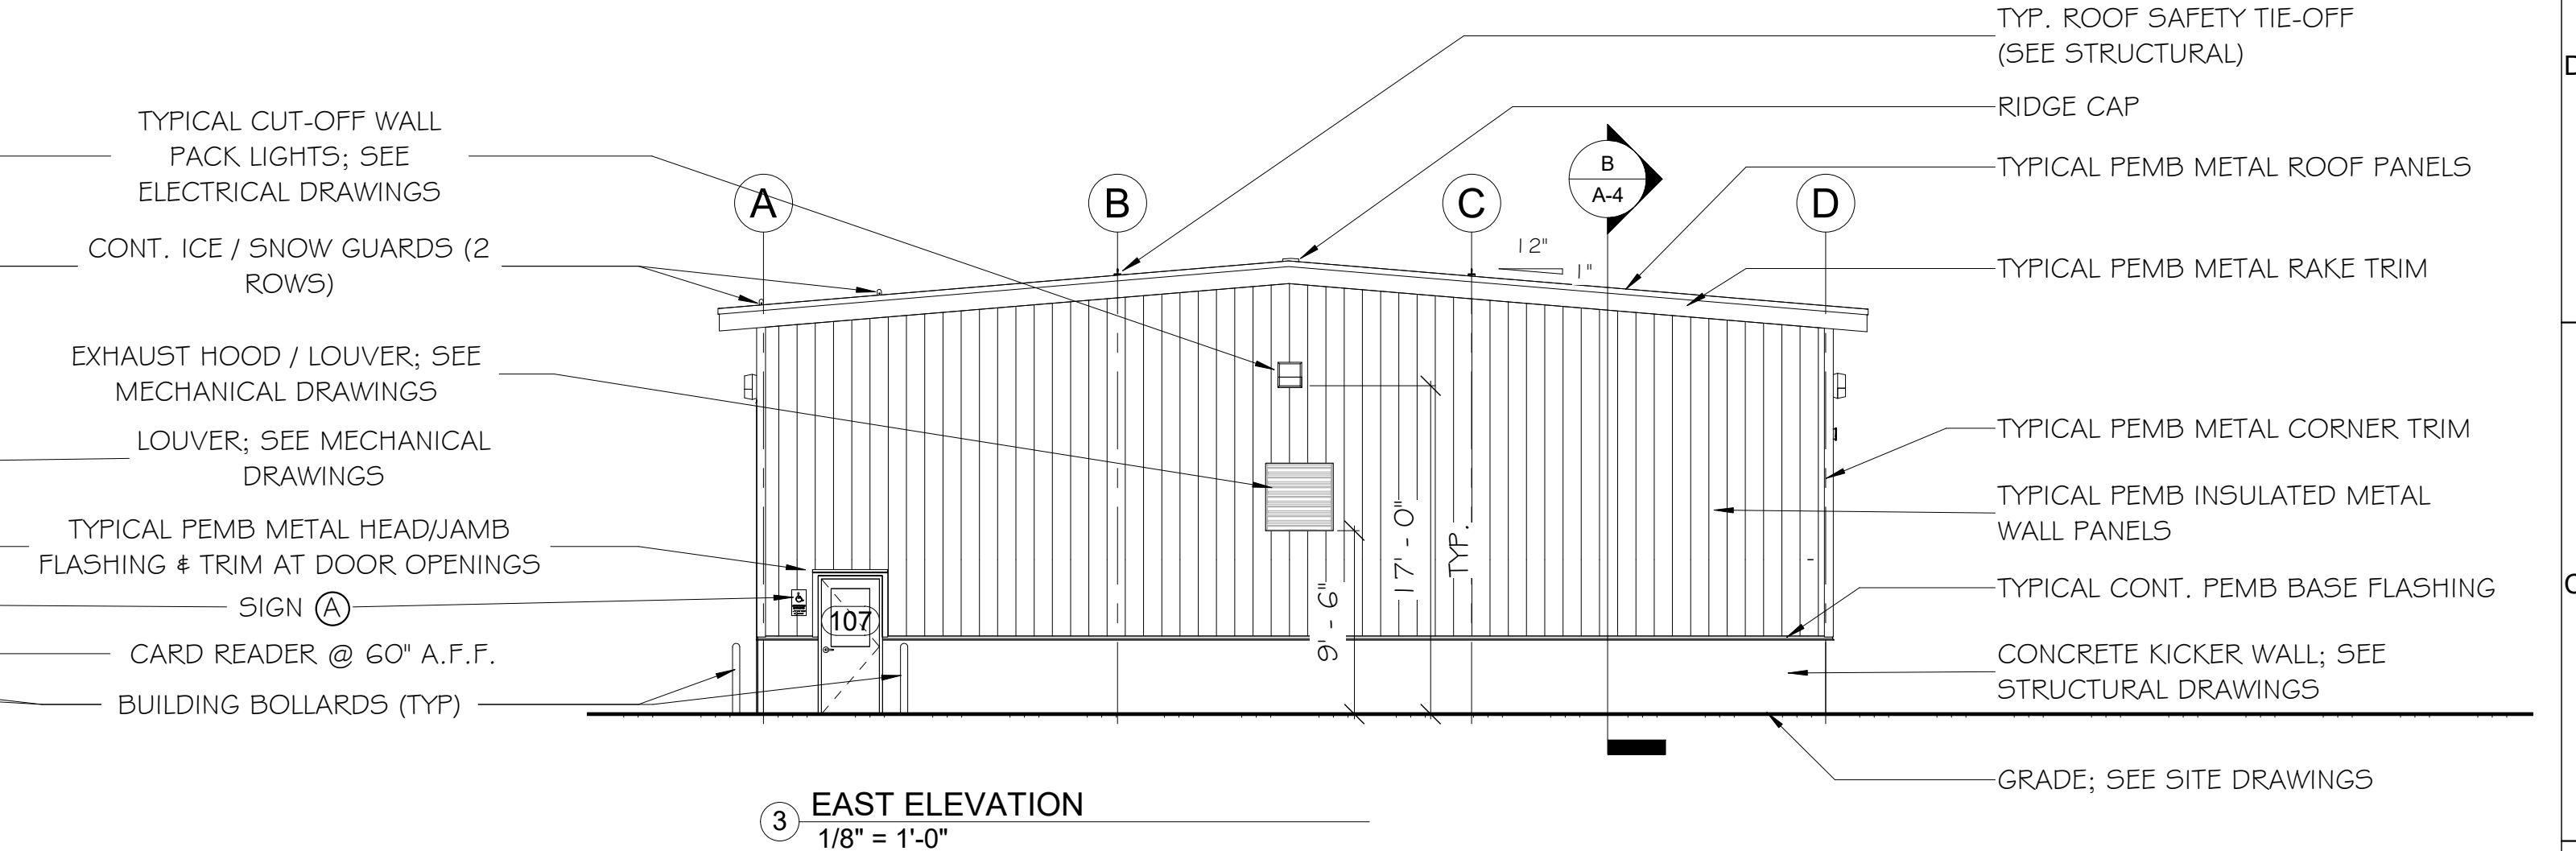 TYP. ROOF SAFETY TIE-OFF
(SEE STRUCTURAL)
RIDGE CAP
TYPICAL PEMB METAL ROOF PANELS
TYPICAL PEMB METAL RAKE TRIM
TYPICAL PEMB METAL CORNER TRIM
TYPICAL PEMB INSULATED METAL
WALL PANELS
TYPICAL CONT. PEMB BASE FLASHING
CONCRETE KICKER WALL; SEE
STRUCTURAL DRAWINGS
GRADE; SEE SITE DRAWINGS
TYPICAL CUT-OFF WALL
PACK LIGHTS; SEE
ELECTRICAL DRAWINGS
CONT. ICE / SNOW GUARDS (2
ROWS)
EXHAUST HOOD / LOUVER; SEE
MECHANICAL DRAWINGS
LOUVER; SEE MECHANICAL
DRAWINGS
TYPICAL PEMB METAL HEAD/JAMB
FLASHING & TRIM AT DOOR OPENINGS
SIGN A
CARD READER @ 60" A.F.F.
BUILDING BOLLARDS (TYP)
A
B
C
D
B
A-4
12"
1"
107
9' - 6"
17' - 0"
TYP.
3
EAST ELEVATION
1/8" = 1'-0"